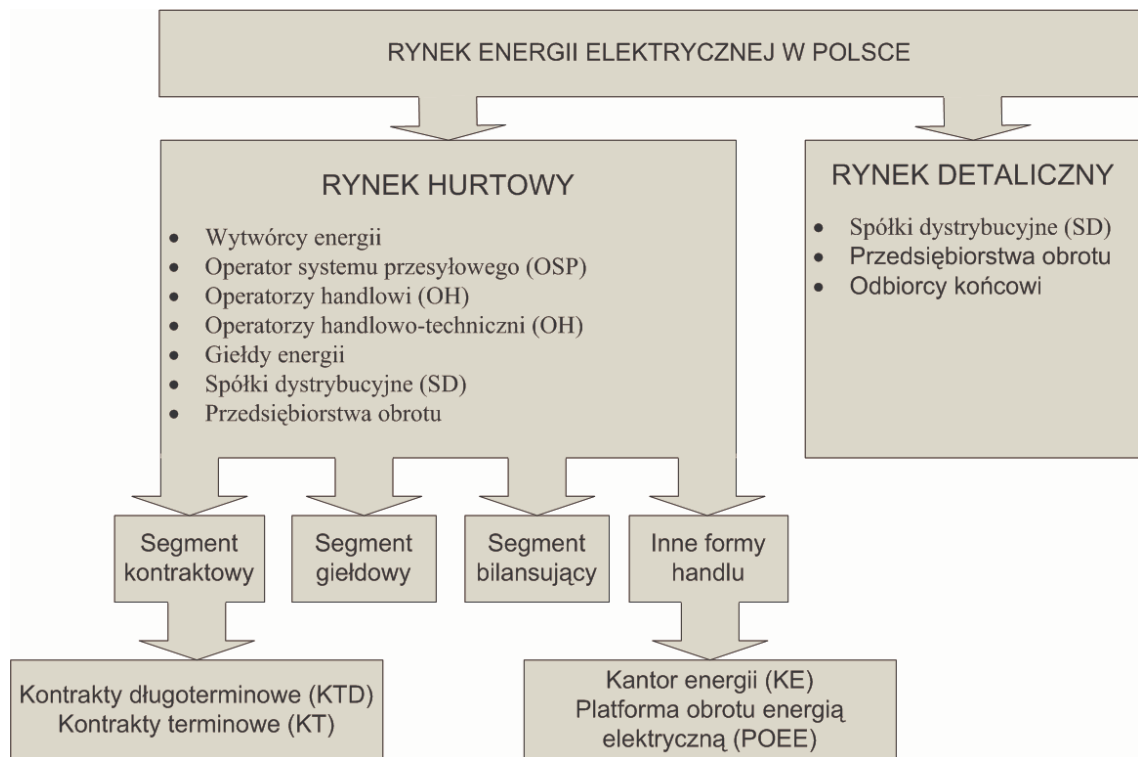 RYNEK ENERGII ELEKTRYCZNEJ W POLSCE
RYNEK HURTOWY
• Wytwórcy energii
• Operator systemu przesyłowego (OSP)
• Operatorzy handlowi (OH)
• Operatorzy handlowo-techniczni (OH)
• Giełdy energii
• Spółki dystrybucyjne (SD)
• Przedsiębiorstwa obrotu
RYNEK DETALICZNY
• Spółki dystrybucyjne (SD)
• Przedsiębiorstwa obrotu
• Odbiorcy końcowi
Segment
kontraktowy
Segment
giełdowy
Segment
bilansujący
Inne formy
handlu
Kontrakty długoterminowe (KTD)
Kontrakty terminowe (KT)
Kantor energii (KE)
Platforma obrotu energią
elektryczną (POEE)